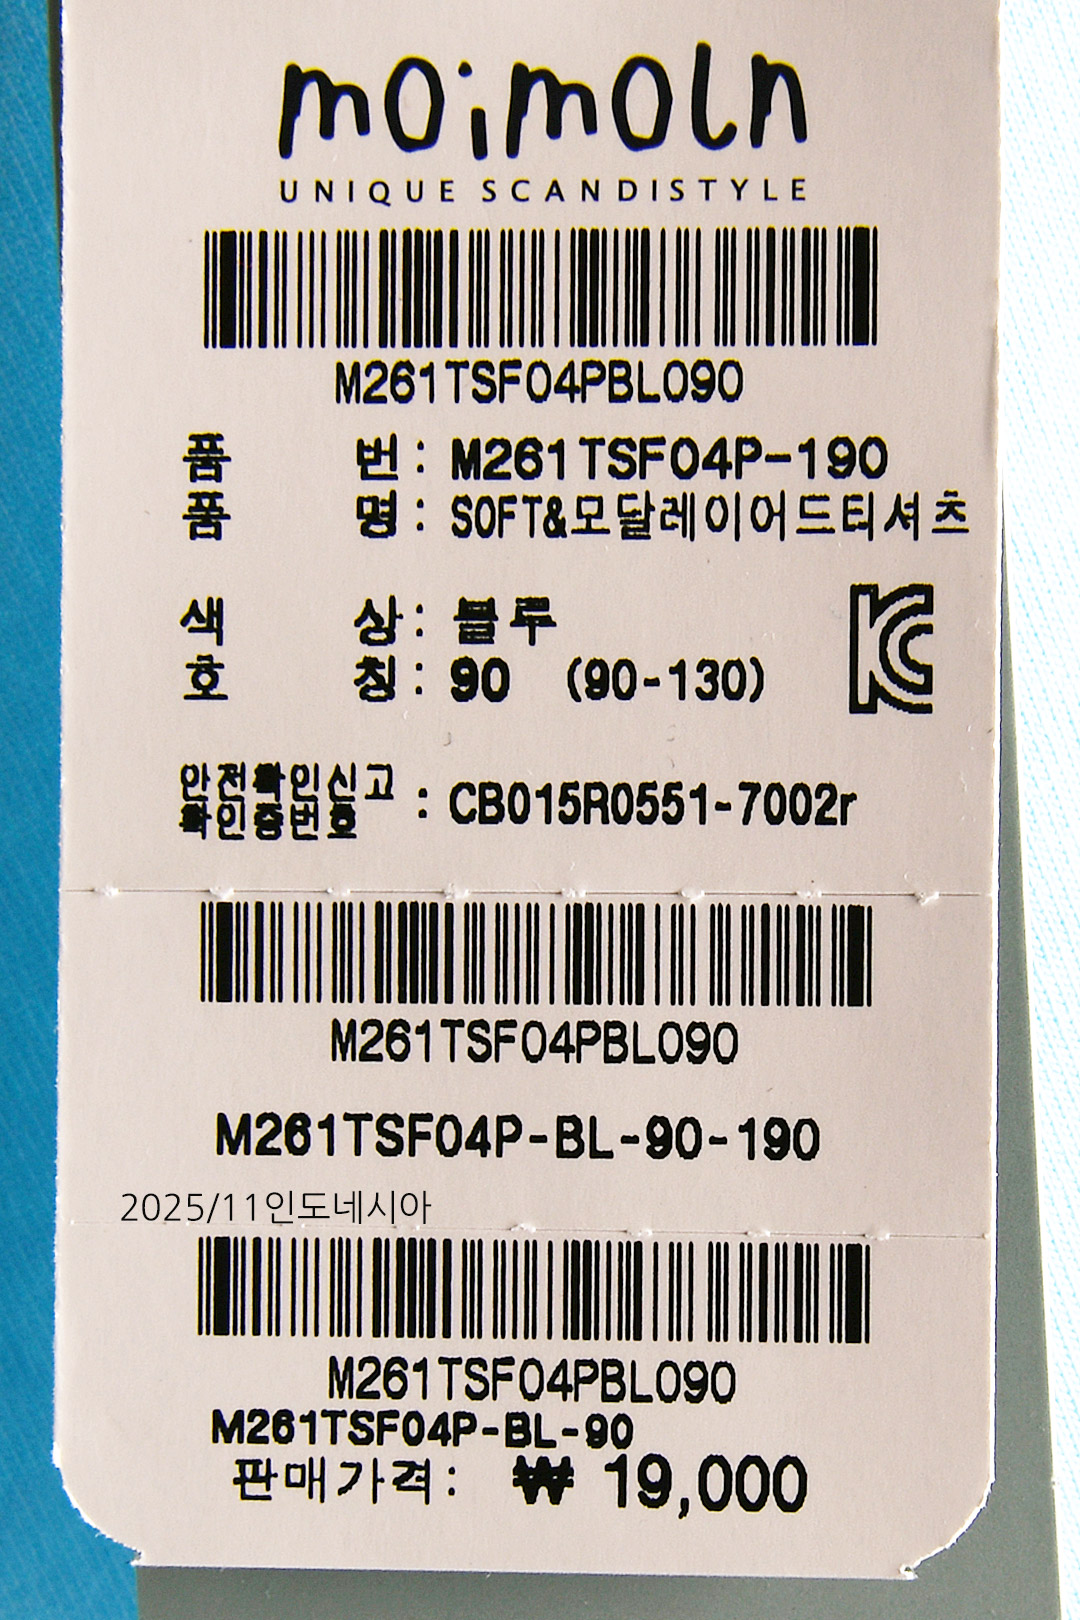 moimoln
UNIQUE SCANDISTYLE
M261TSF04PBL090
품 번 : M261TSF04P-190
품 명 : SOFT&모달레이어드티셔츠
색 상 : 블루
호 칭 : 90 (90-130)
안전확인신고
확인증번호 : CB015R0551-7002r
M261TSF04PBL090
M261TSF04P-BL-90-190
2025/11인도네시아
M261TSF04PBL090
M261TSF04P-BL-90
판매가격: ₩ 19,000